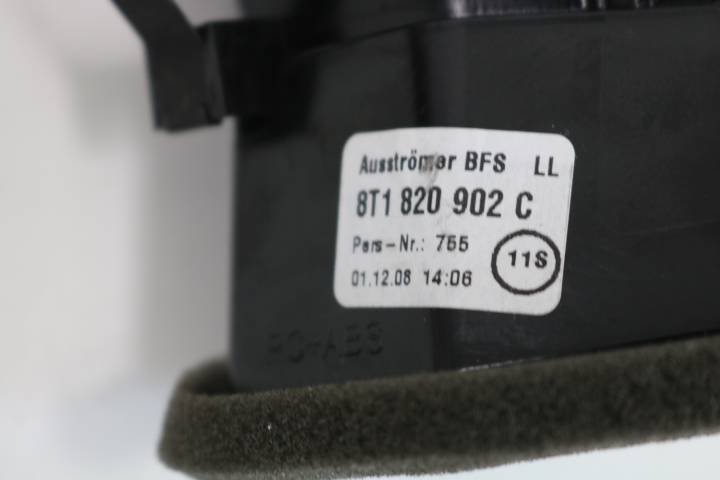 Ausströmer BFS LL
8T1 820 902 C
Pers-Nr.: 755
11S
01.12.08 14:06
PC+ABS